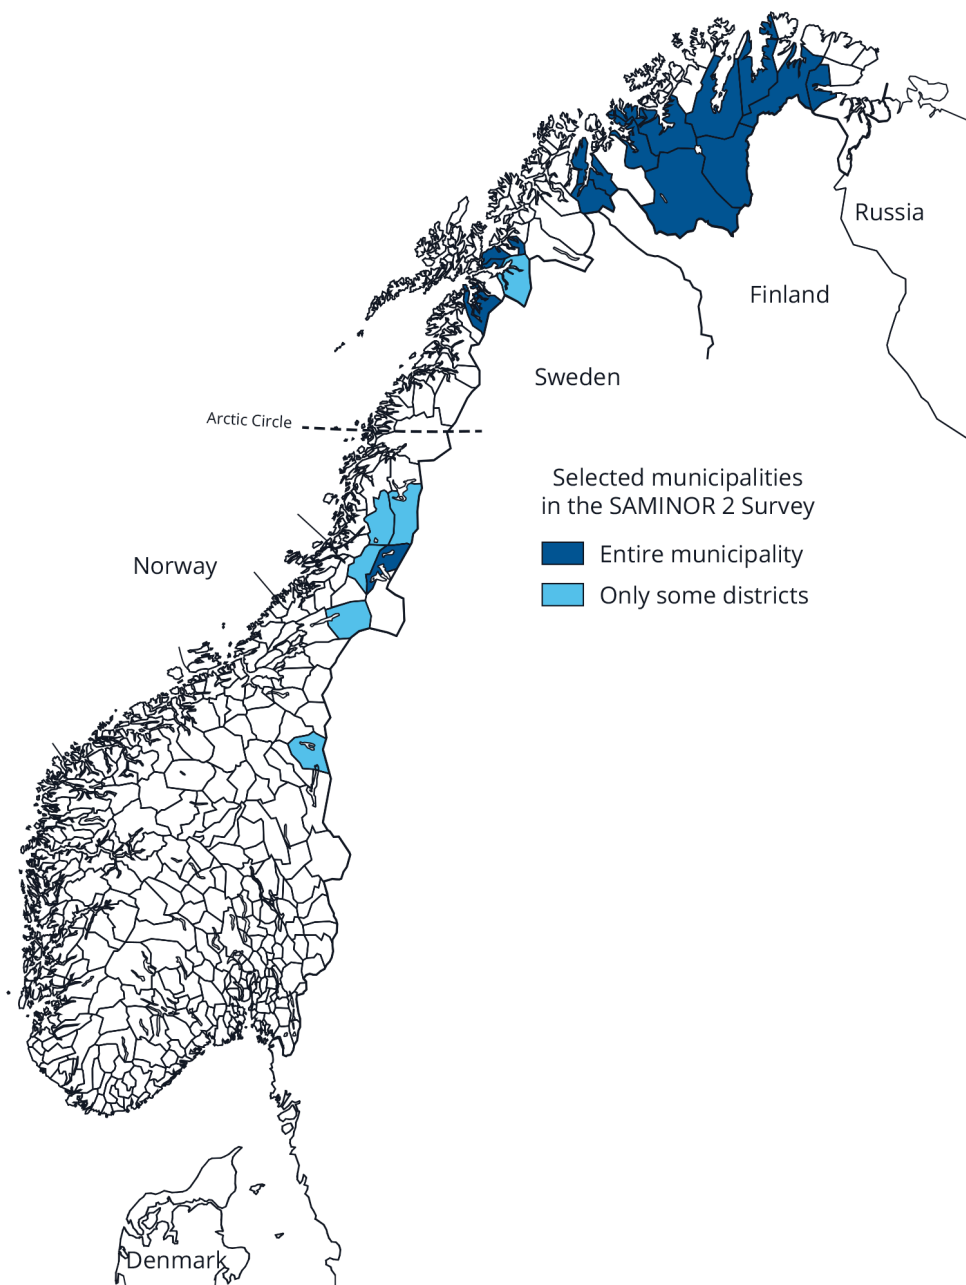 Russia
Finland
Sweden
Arctic Circle
Selected municipalities
in the SAMINOR 2 Survey
Entire municipality
Norway
Only some districts
Denmark